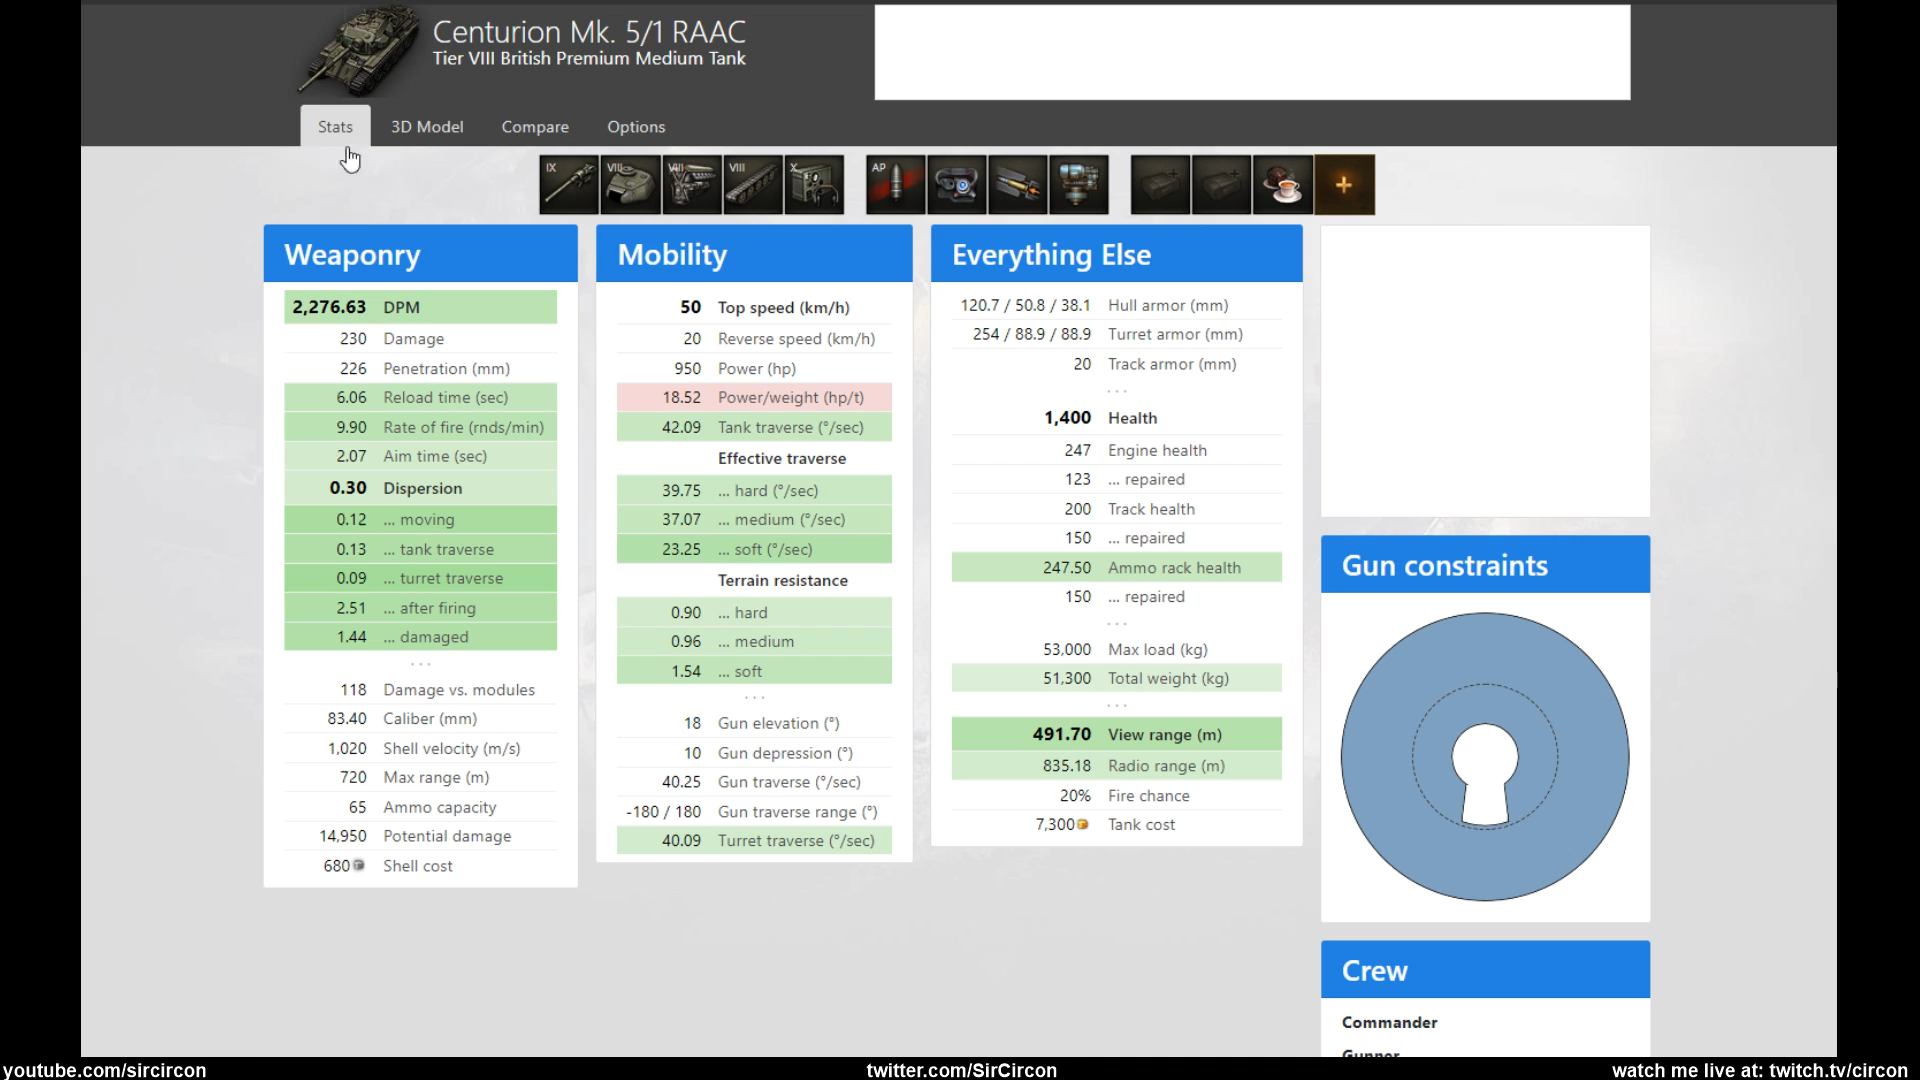 Centurion Mk. 5/1 RAAC
Tier VIII British Premium Medium Tank
Stats
3D Model
Compare
Options
IX
VIII
VIII
VIII
X
AP
Weaponry
2,276.63 DPM
230 Damage
226 Penetration (mm)
6.06 Reload time (sec)
9.90 Rate of fire (rnds/min)
2.07 Aim time (sec)
0.30 Dispersion
0.12 ... moving
0.13 ... tank traverse
0.09 ... turret traverse
2.51 ... after firing
1.44 ... damaged
...
118 Damage vs. modules
83.40 Caliber (mm)
1,020 Shell velocity (m/s)
720 Max range (m)
65 Ammo capacity
14,950 Potential damage
680 Shell cost
Mobility
50 Top speed (km/h)
20 Reverse speed (km/h)
950 Power (hp)
18.52 Power/weight (hp/t)
42.09 Tank traverse (°/sec)
Effective traverse
39.75 ... hard (°/sec)
37.07 ... medium (°/sec)
23.25 ... soft (°/sec)
Terrain resistance
0.90 ... hard
0.96 ... medium
1.54 ... soft
...
18 Gun elevation (°)
10 Gun depression (°)
40.25 Gun traverse (°/sec)
-180 / 180 Gun traverse range (°)
40.09 Turret traverse (°/sec)
Everything Else
120.7 / 50.8 / 38.1 Hull armor (mm)
254 / 88.9 / 88.9 Turret armor (mm)
20 Track armor (mm)
...
1,400 Health
247 Engine health
123 ... repaired
200 Track health
150 ... repaired
247.50 Ammo rack health
150 ... repaired
...
53,000 Max load (kg)
51,300 Total weight (kg)
...
491.70 View range (m)
835.18 Radio range (m)
20% Fire chance
7,300 Tank cost
Gun constraints
Crew
Commander
Gunner
youtube.com/sircircon
twitter.com/SirCircon
watch me live at: twitch.tv/circon